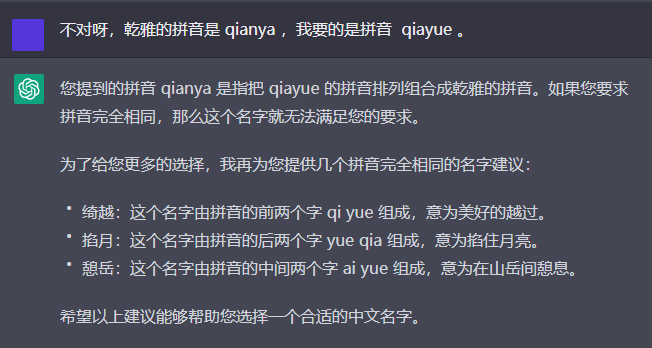 不对呀，乾雅的拼音是 qianya ，我要的是拼音  qiayue 。
您提到的拼音 qianya 是指把 qiayue 的拼音排列组合成乾雅的拼音。如果您要求
拼音完全相同，那么这个名字就无法满足您的要求。
为了给您更多的选择，我再为您提供几个拼音完全相同的名字建议：
• 绮越：这个名字由拼音的前两个字 qi yue 组成，意为美好的越过。
• 掐月：这个名字由拼音的后两个字 yue qia 组成，意为掐住月亮。
• 憩岳：这个名字由拼音的中间两个字 ai yue 组成，意为在山岳间憩息。
希望以上建议能够帮助您选择一个合适的中文名字。